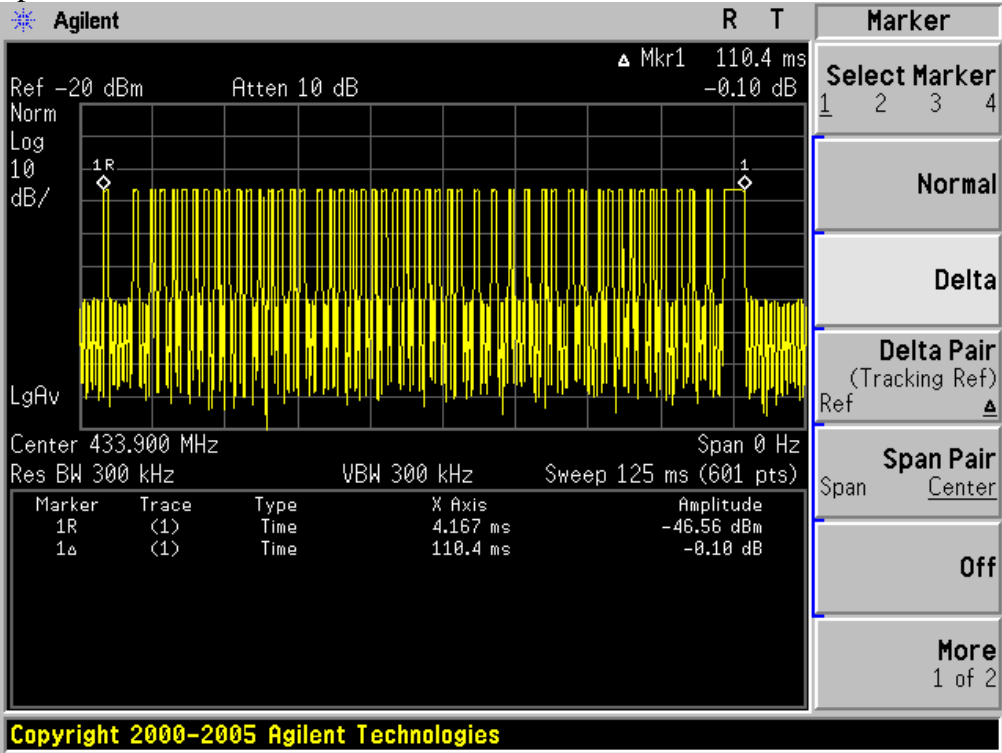 Agilent R T
Δ Mkr1 110.4 ms
Ref -20 dBm Atten 10 dB -0.10 dB
Norm
Log
10
dB/
1R
1
LgAv
Center 433.900 MHz Span 0 Hz
Res BW 300 kHz VBW 300 kHz Sweep 125 ms (601 pts)
Marker Trace Type X Axis Amplitude
1R (1) Time 4.167 ms -46.56 dBm
1Δ (1) Time 110.4 ms -0.10 dB
Copyright 2000-2005 Agilent Technologies
Marker
Select Marker
1 2 3 4
Normal
Delta
Delta Pair
(Tracking Ref)
Ref Δ
Span Pair
Span Center
Off
More
1 of 2